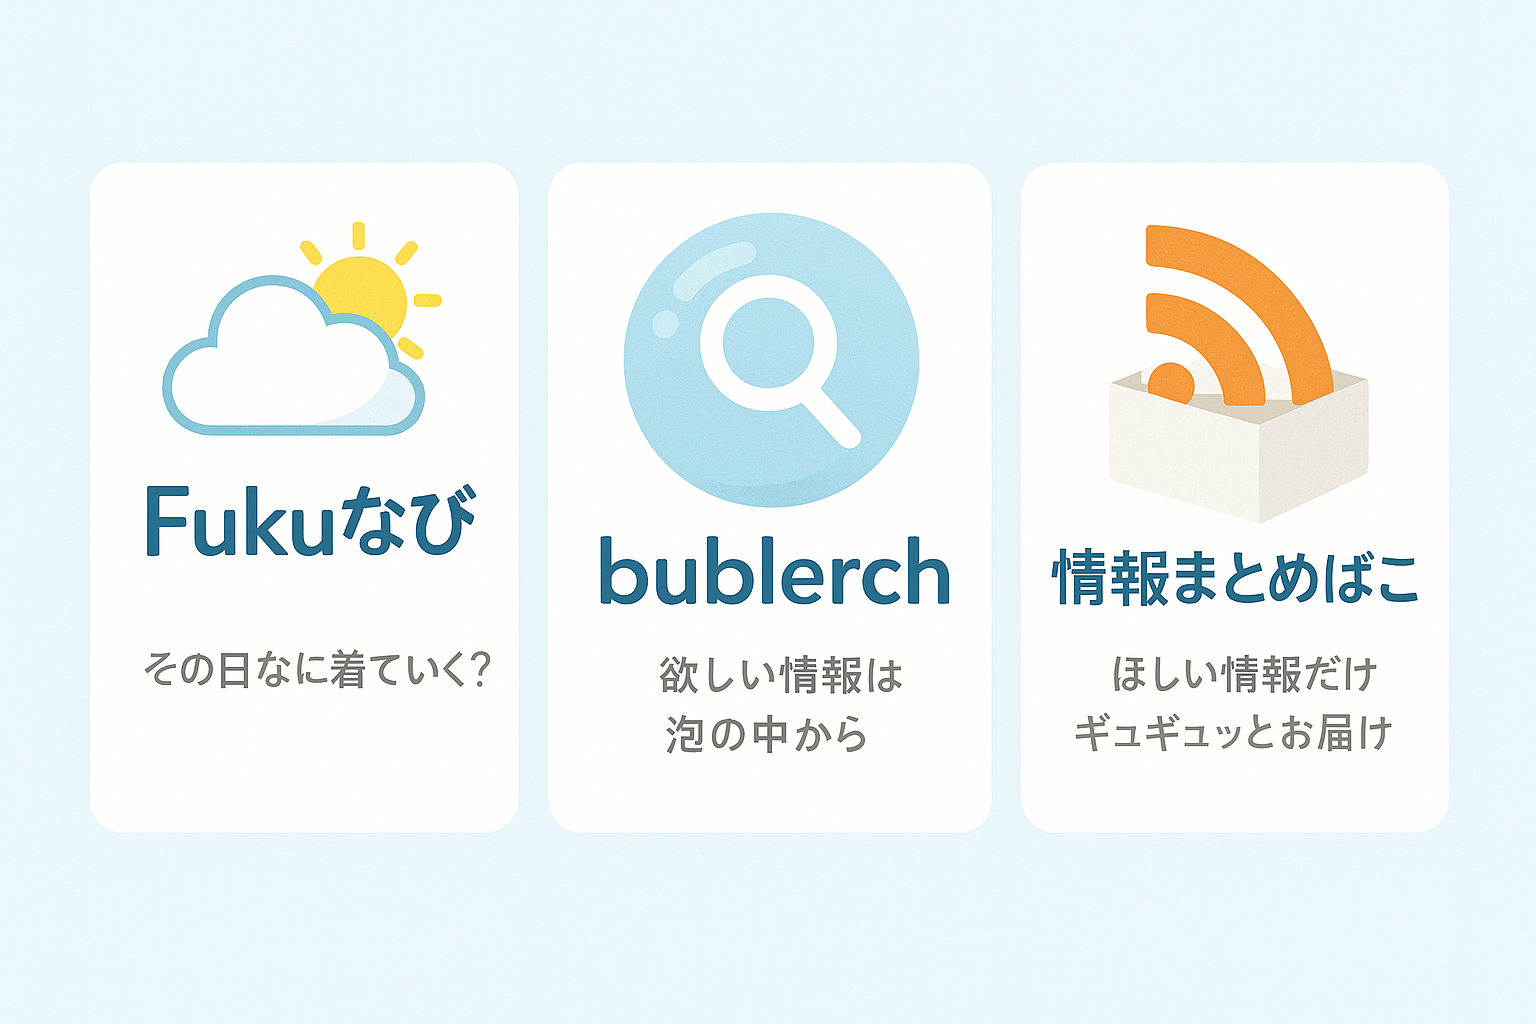 Fukuなび
その日なに着ていく?
bublerch
欲しい情報は
泡の中から
情報まとめばこ
ほしい情報だけ
ギュギュッとお届け